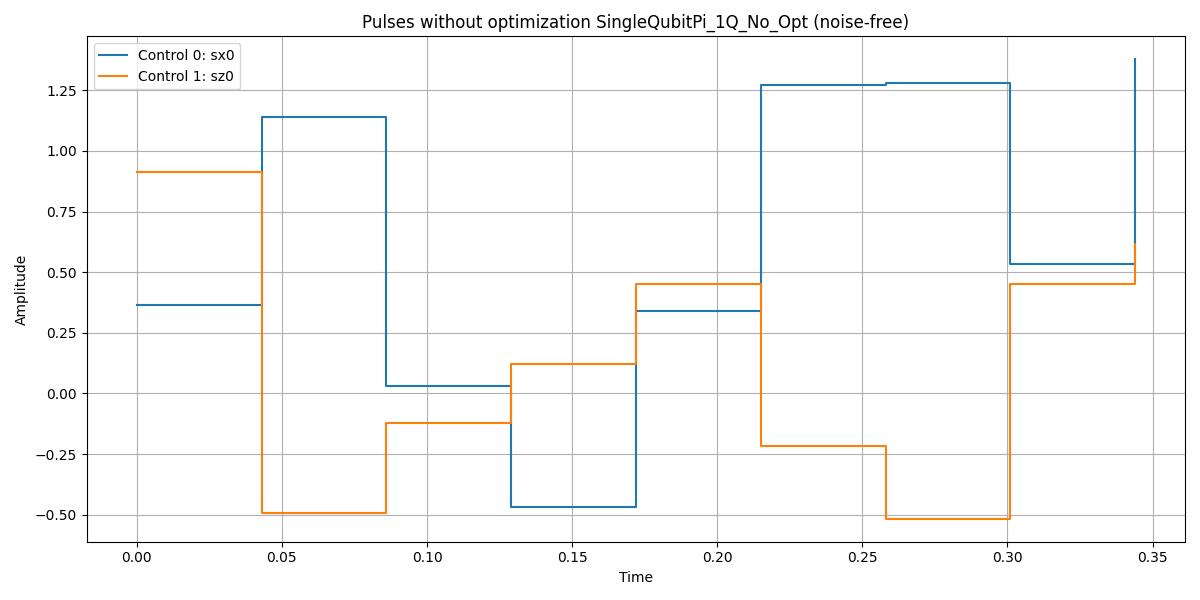 Pulses without optimization SingleQubitPi_1Q_No_Opt (noise-free)
Control 0: sx0
Control 1: sz0
Amplitude
1.25
1.00
0.75
0.50
0.25
0.00
−0.25
−0.50
0.00 0.05 0.10 0.15 0.20 0.25 0.30 0.35
Time